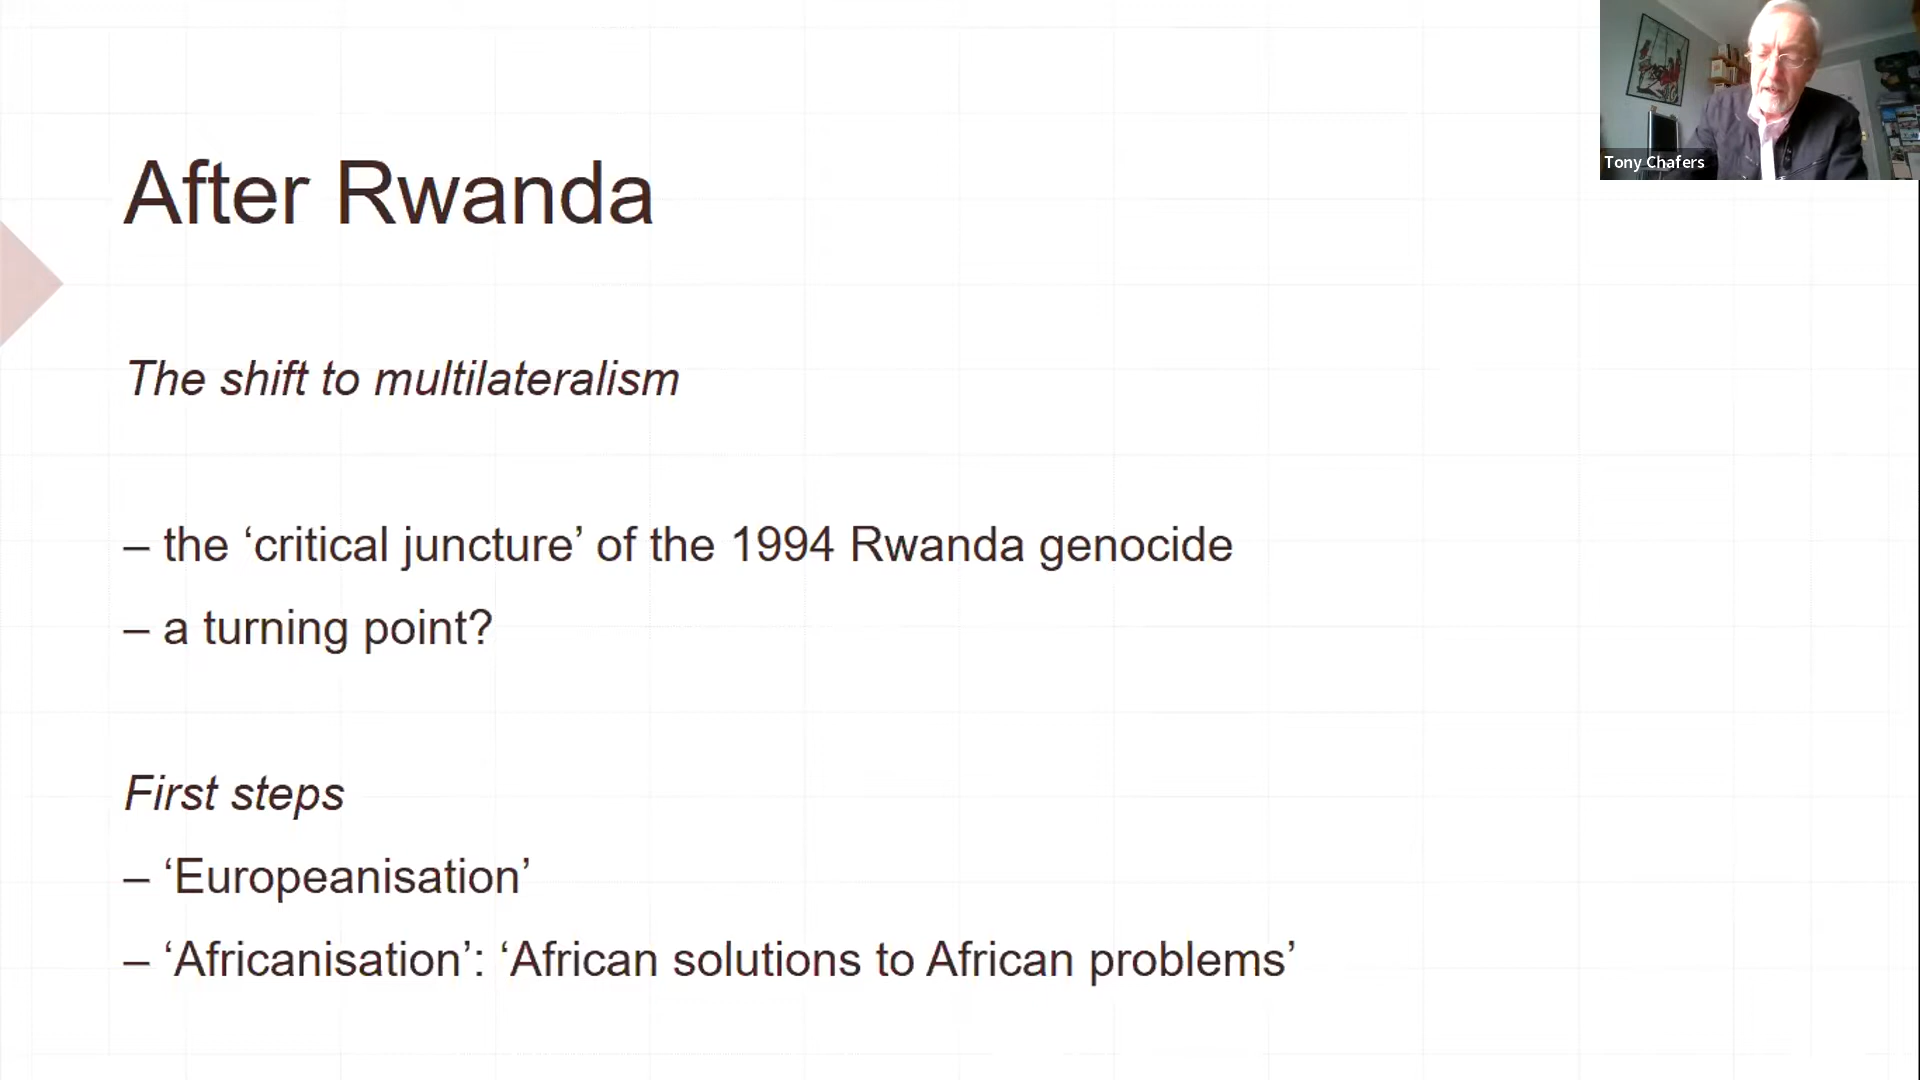 After Rwanda
Tony Chafers
The shift to multilateralism
– the ‘critical juncture’ of the 1994 Rwanda genocide
– a turning point?
First steps
– ‘Europeanisation’
– ‘Africanisation’: ‘African solutions to African problems’